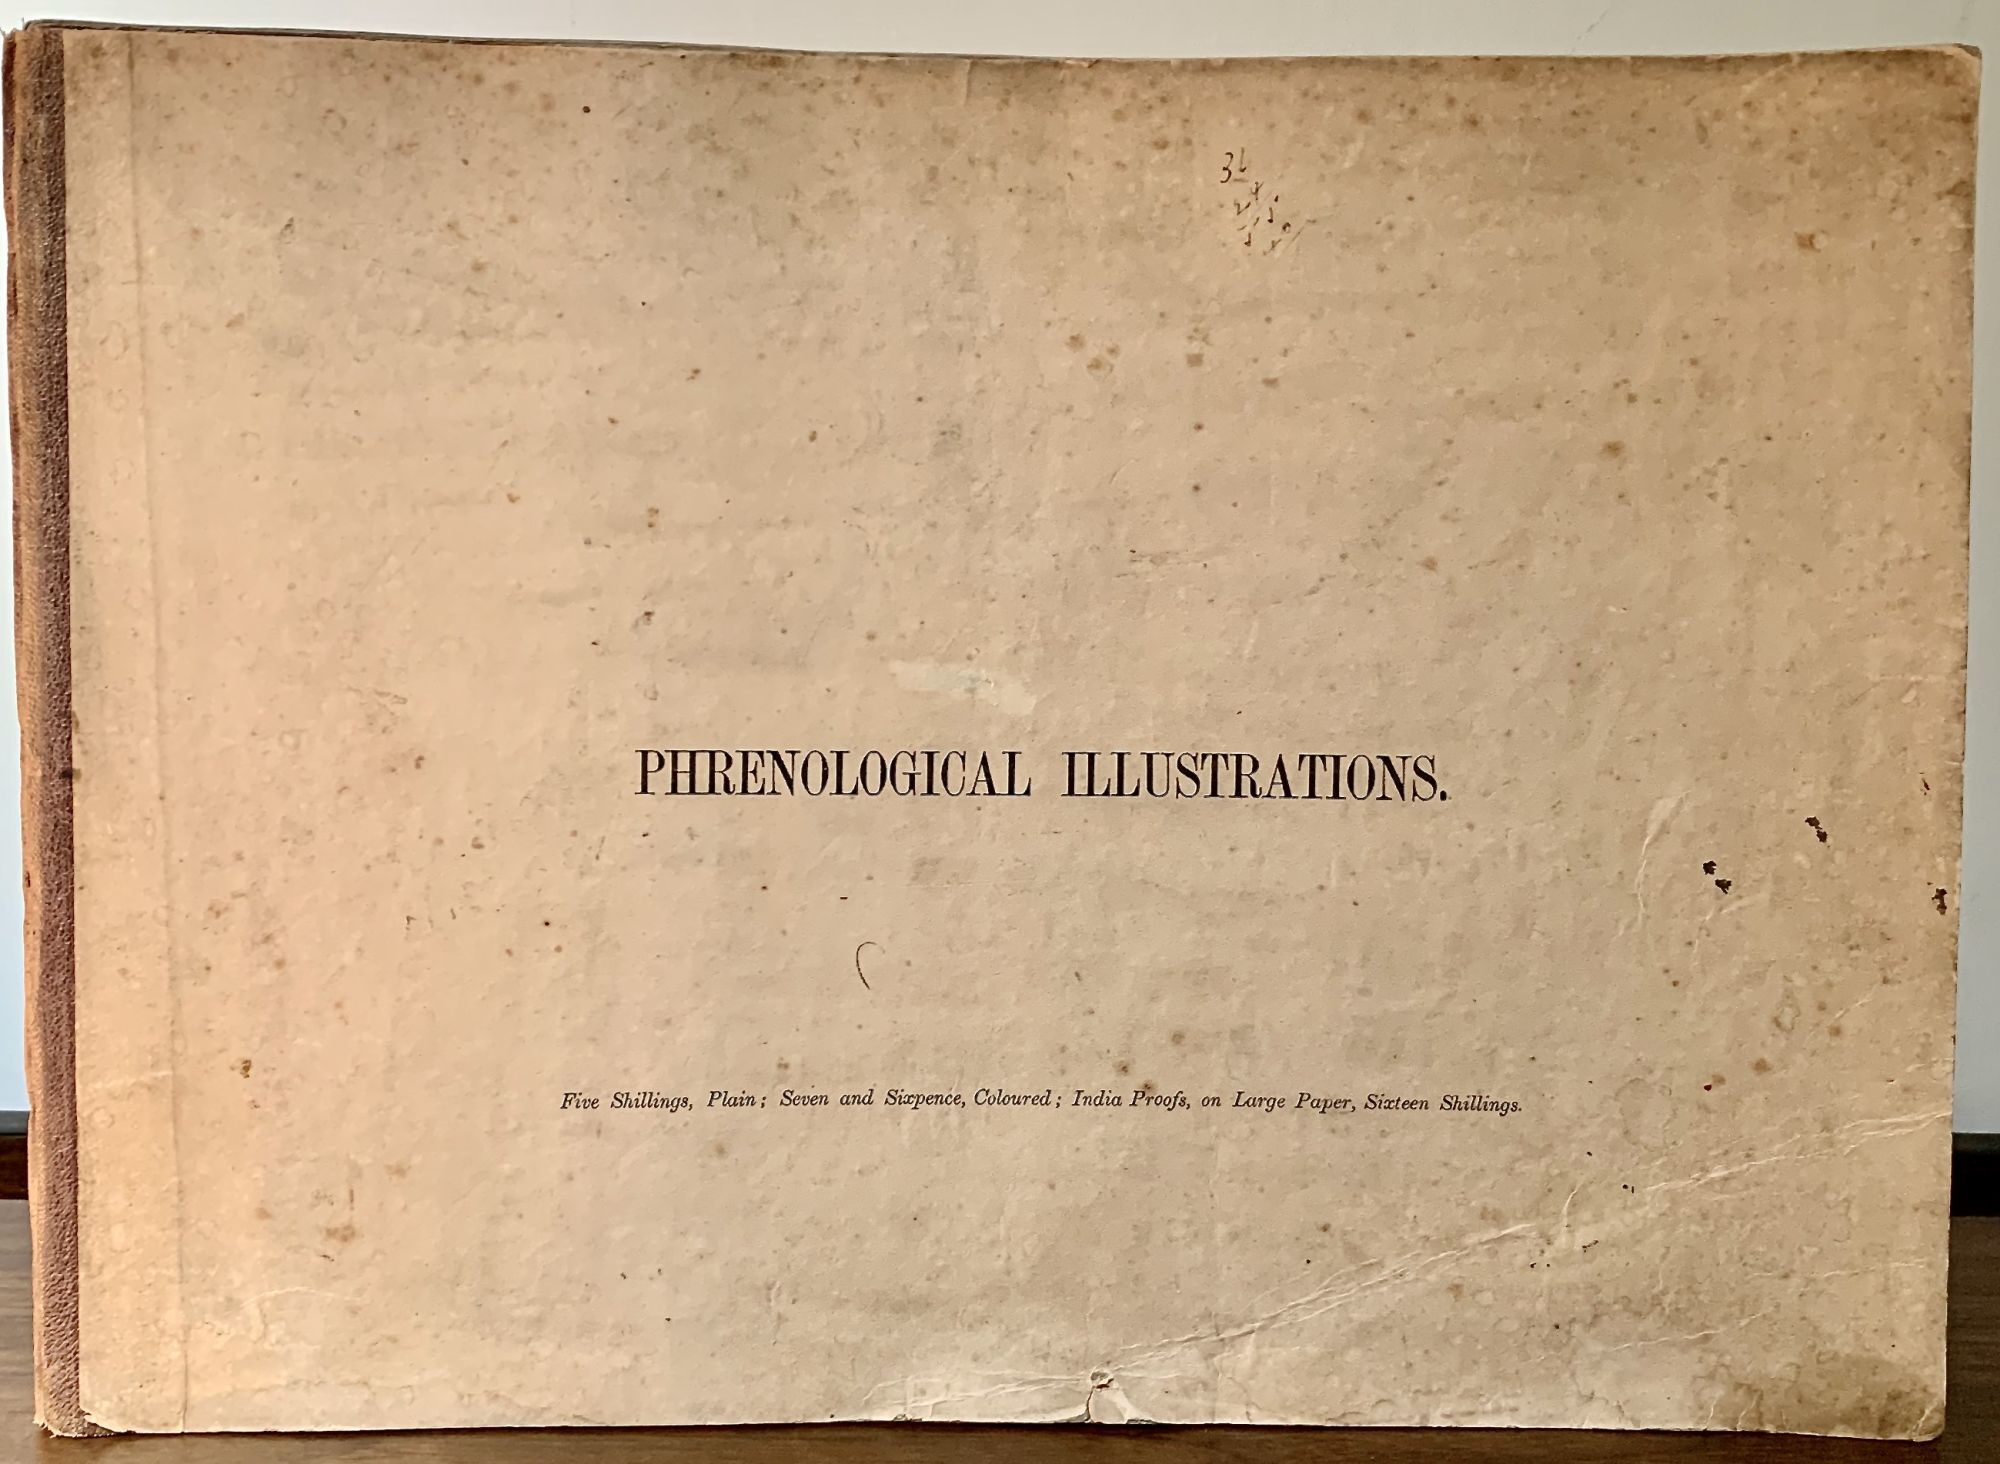 PHRENOLOGICAL ILLUSTRATIONS.
Five Shillings, Plain; Seven and Sixpence, Coloured; India Proofs, on Large Paper, Sixteen Shillings.